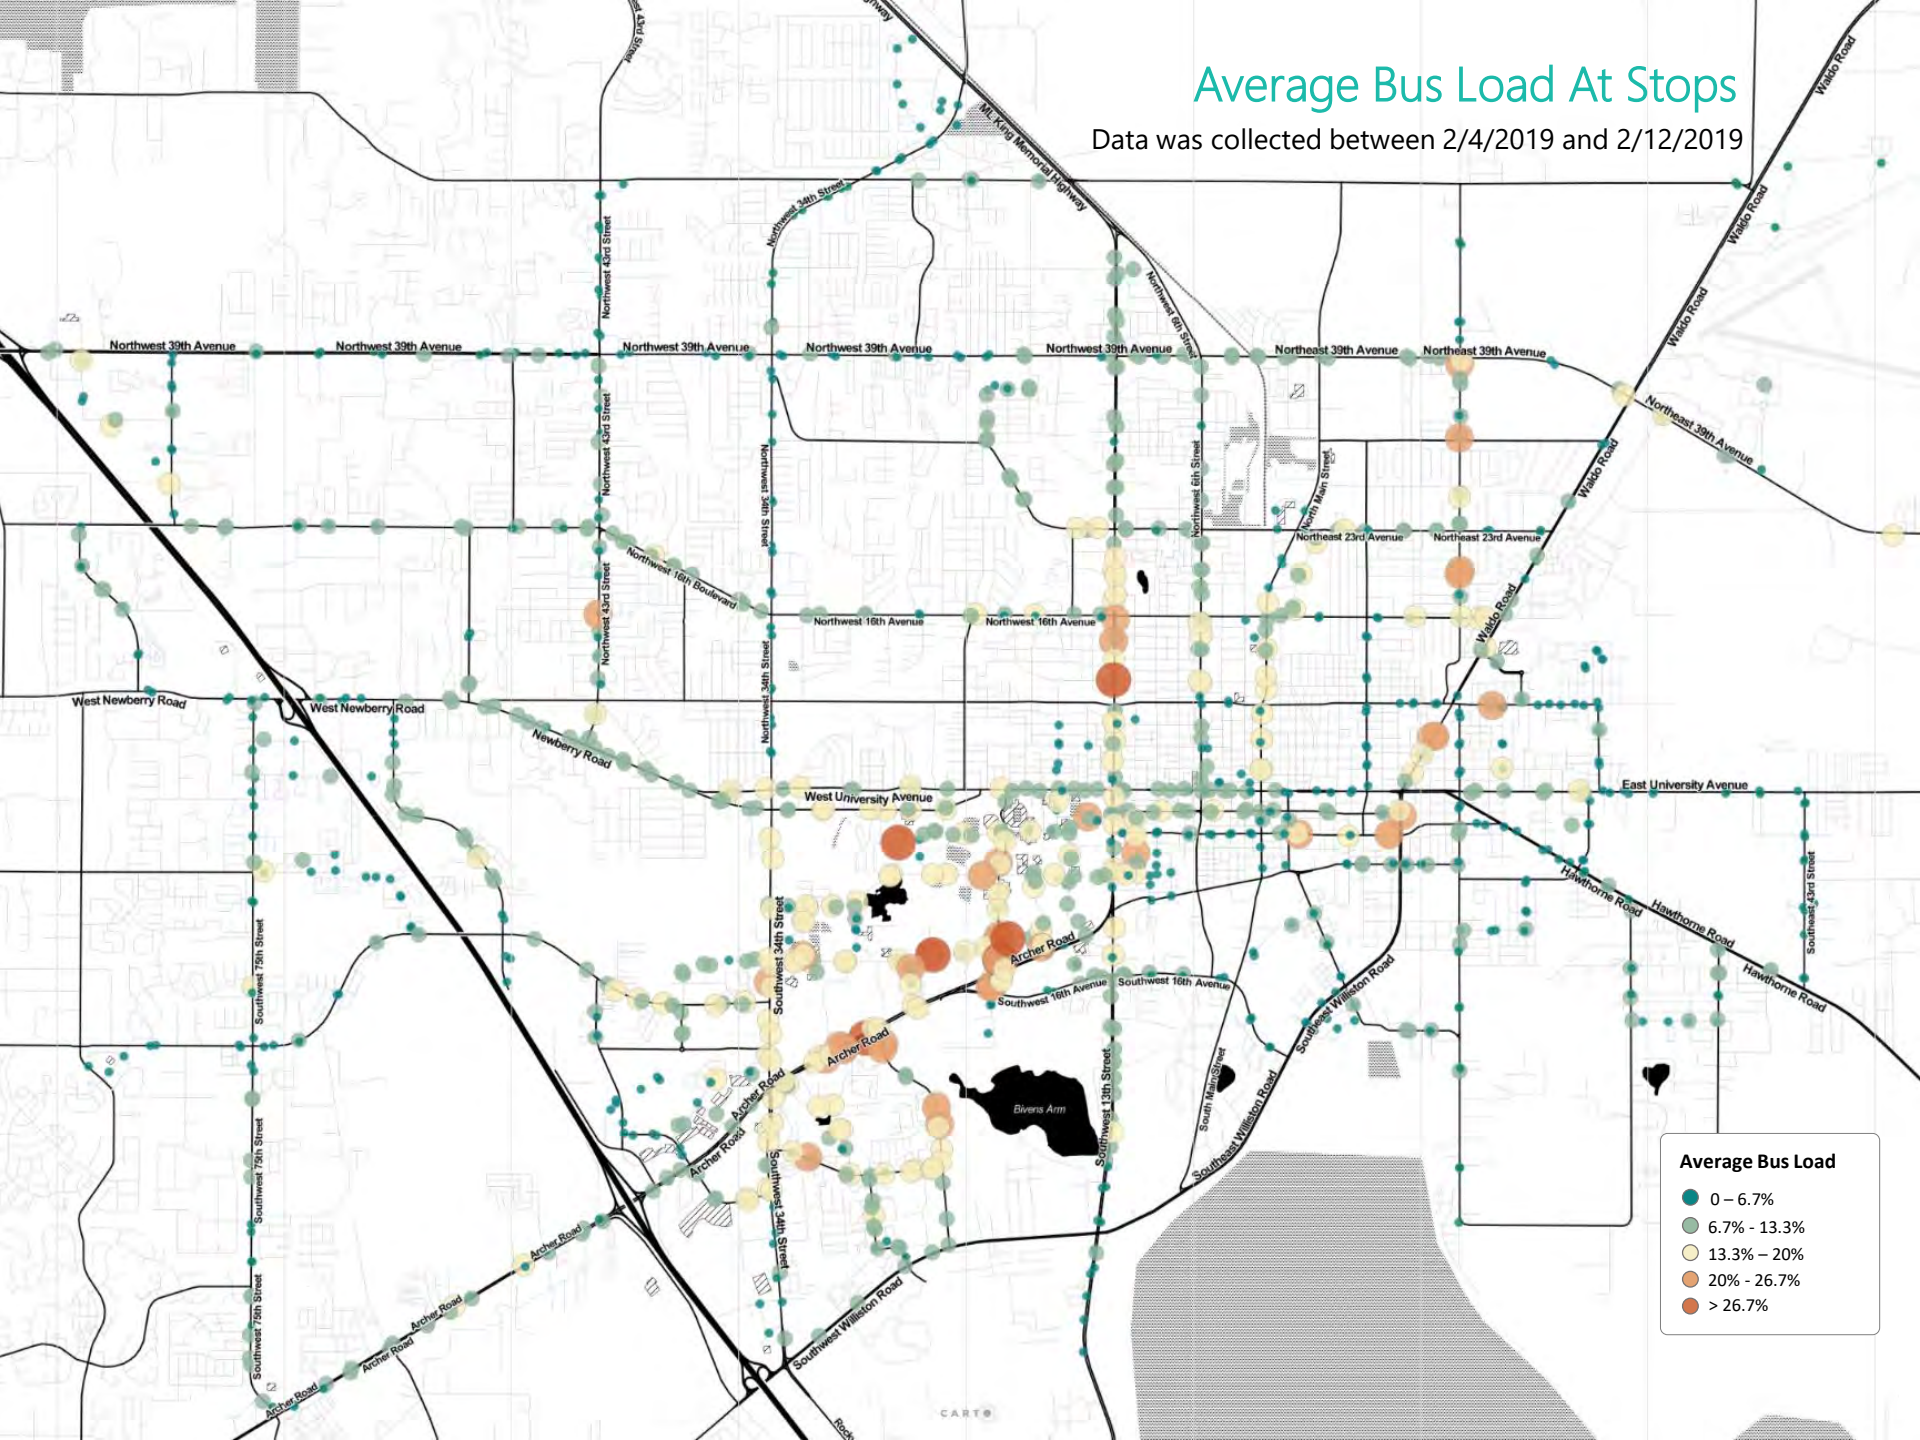 Average Bus Load At Stops
Data was collected between 2/4/2019 and 2/12/2019
Waldo Road
ML King Memorial Highway
Northwest 34th Street
Waldo Road
Northwest 43rd Street
Northwest 6th Street
Waldo Road
Northwest 39th Avenue
Northwest 39th Avenue
Northwest 39th Avenue
Northwest 39th Avenue
Northwest 39th Avenue
Northeast 39th Avenue
Northeast 39th Avenue
Northeast 39th Avenue
Northwest 43rd Street
Northwest 34th Street
Northwest 6th Street
North Main Street
Waldo Road
Northeast 23rd Avenue
Northeast 23rd Avenue
Northwest 16th Boulevard
Northwest 43rd Street
Northwest 16th Avenue
Northwest 16th Avenue
Waldo Road
Northwest 34th Street
West Newberry Road
West Newberry Road
Newberry Road
West University Avenue
East University Avenue
Hawthorne Road
Hawthorne Road
Hawthorne Road
Southeast 43rd Street
Southwest 75th Street
Southwest 34th Street
Archer Road
Southwest 16th Avenue
Southwest 16th Avenue
Southeast Williston Road
Archer Road
Archer Road
Archer Road
Bivens Arm
Southwest 13th Street
South Main Street
Southeast Williston Road
Southwest 75th Street
Southwest 34th Street
Archer Road
Archer Road
Archer Road
Archer Road
Southwest 75th Street
Southwest Williston Road
CARTO
Average Bus Load
0 – 6.7%
6.7% - 13.3%
13.3% – 20%
20% - 26.7%
> 26.7%